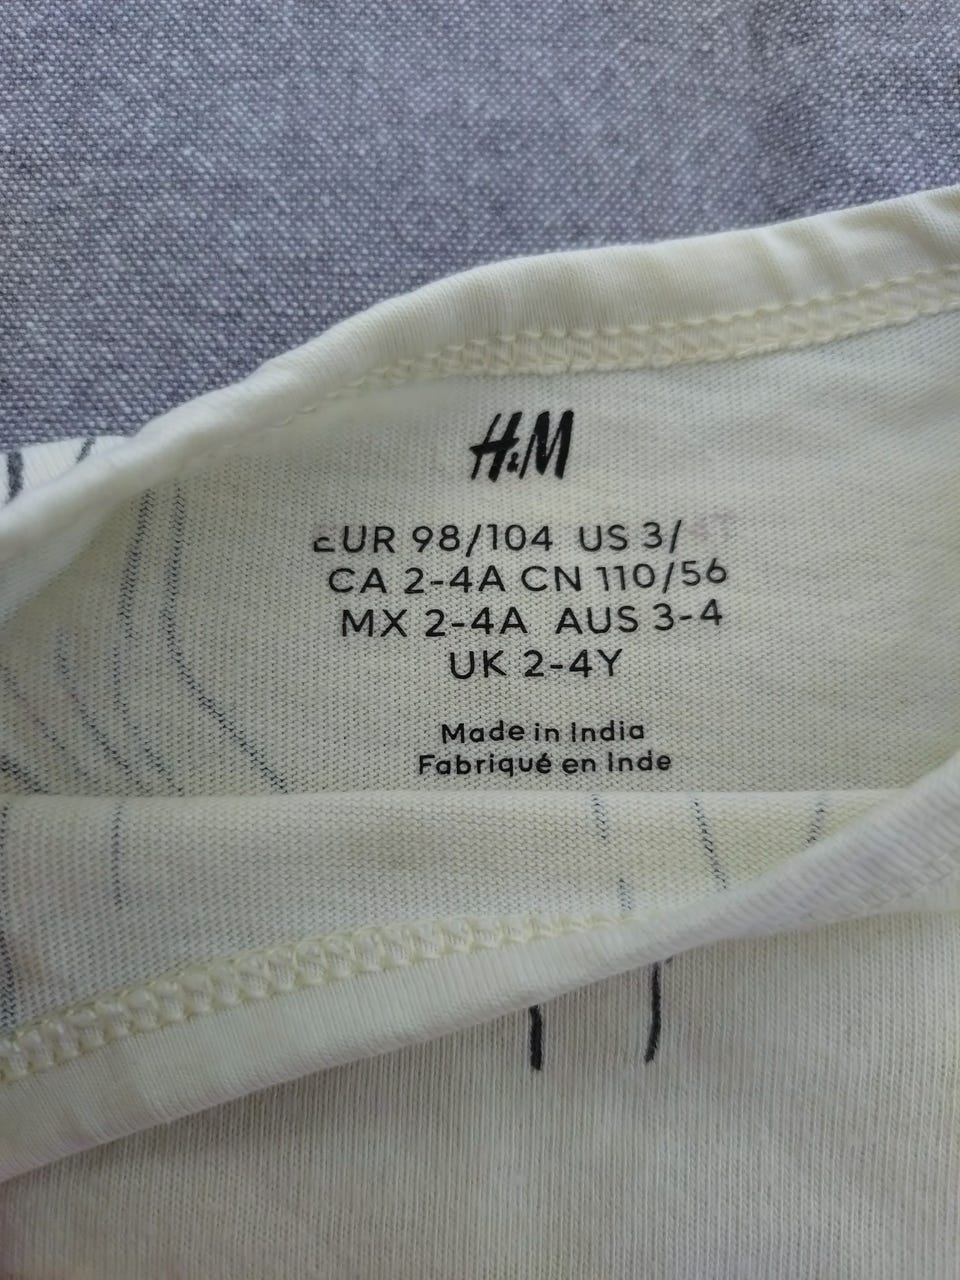 H&M
EUR 98/104 US 3/
CA 2-4A CN 110/56
MX 2-4A AUS 3-4
UK 2-4Y
Made in India
Fabriqué en Inde